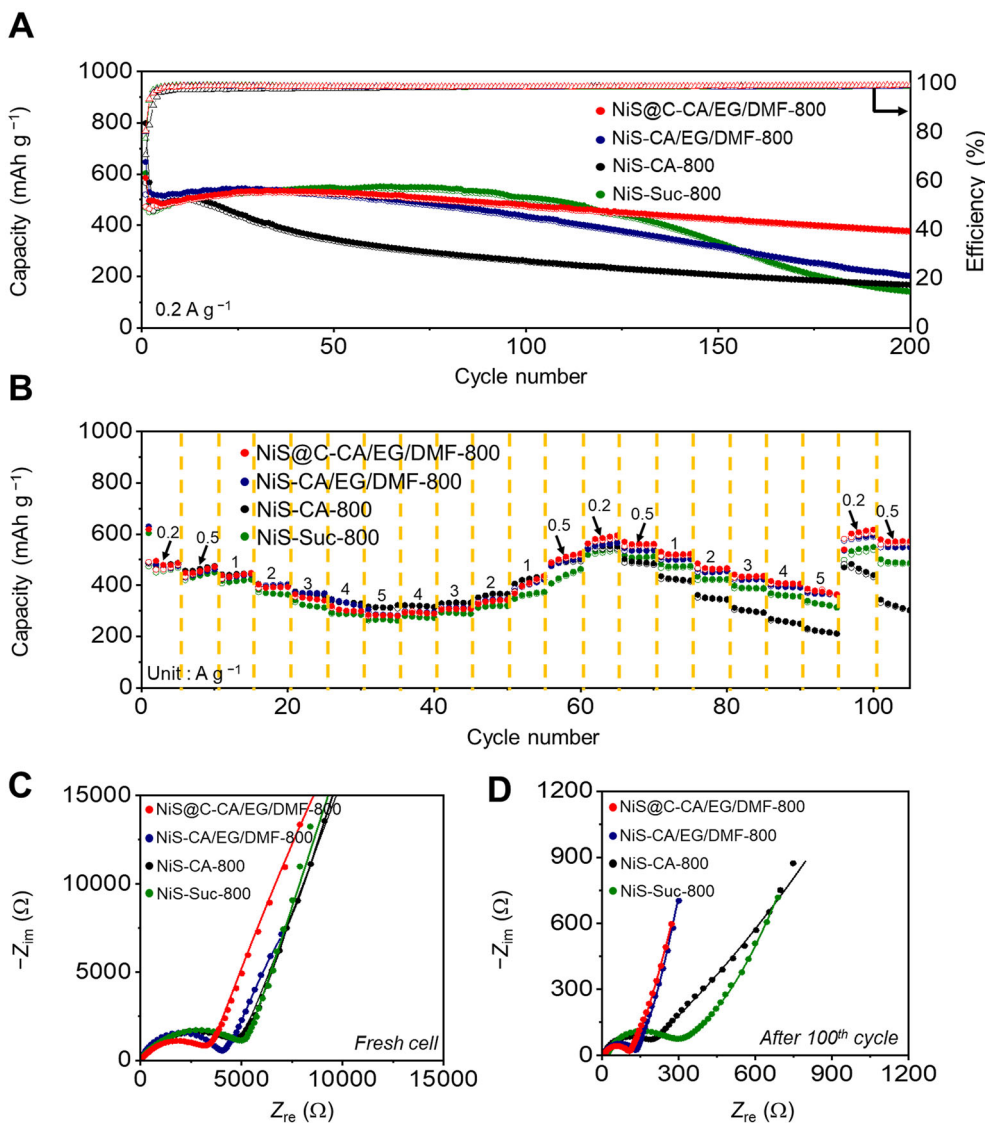 A
1000
800
600
400
200
0
Capacity (mAh g⁻¹)
NiS@C-CA/EG/DMF-800
NiS-CA/EG/DMF-800
NiS-CA-800
NiS-Suc-800
0.2 A g⁻¹
100
80
60
40
20
0
Efficiency (%)
0 50 100 150 200
Cycle number
B
1000
800
600
400
200
0
Capacity (mAh g⁻¹)
NiS@C-CA/EG/DMF-800
NiS-CA/EG/DMF-800
NiS-CA-800
NiS-Suc-800
0.2 0.5 1 2 3 4 5 4 3 2 1 0.5 0.2 0.5 1 2 3 4 5 0.2 0.5
Unit : A g⁻¹
0 20 40 60 80 100
Cycle number
C
15000
10000
5000
0
−Zim (Ω)
NiS@C-CA/EG/DMF-800
NiS-CA/EG/DMF-800
NiS-CA-800
NiS-Suc-800
Fresh cell
0 5000 10000 15000
Zre (Ω)
D
1200
900
600
300
0
−Zim (Ω)
NiS@C-CA/EG/DMF-800
NiS-CA/EG/DMF-800
NiS-CA-800
NiS-Suc-800
After 100th cycle
0 300 600 900 1200
Zre (Ω)